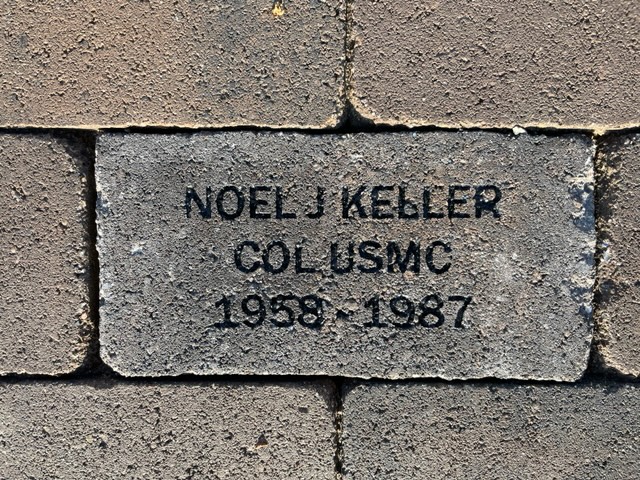 NOEL J KELLER
COL USMC
1958 - 1987